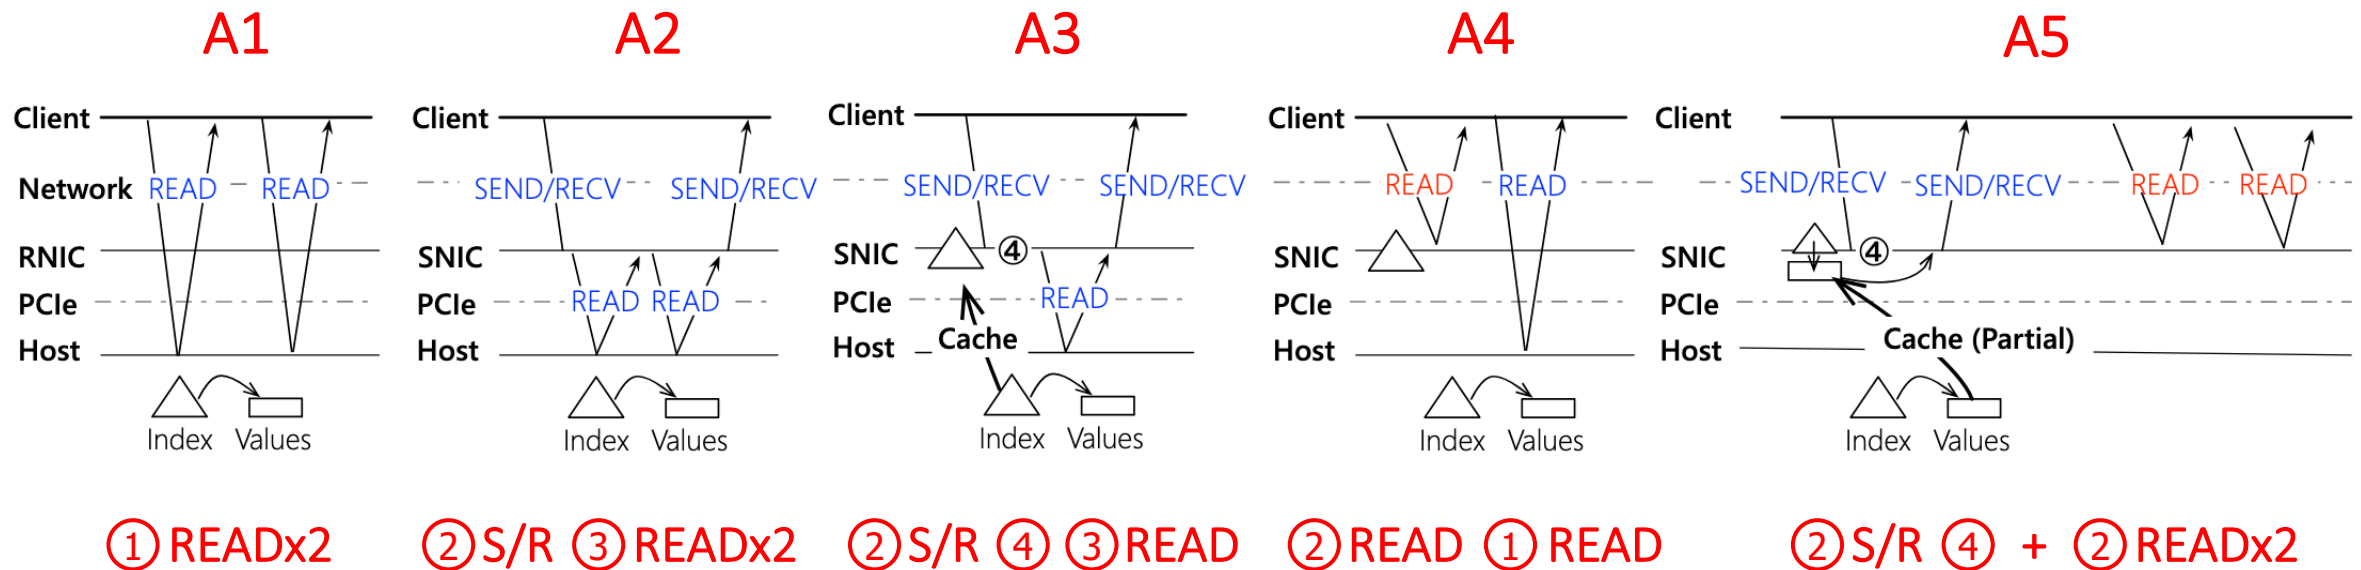 A1
Client
Network READ READ
RNIC
PCIe
Host
Index Values
① READx2
A2
Client
SEND/RECV SEND/RECV
SNIC
PCIe READ READ
Host
Index Values
② S/R ③ READx2
A3
Client
SEND/RECV SEND/RECV
SNIC ④
PCIe READ
Host Cache
Index Values
② S/R ④ ③ READ
A4
Client
READ READ
SNIC
PCIe
Host
Index Values
② READ ① READ
A5
Client
SEND/RECV SEND/RECV READ READ
SNIC ④
PCIe
Host Cache (Partial)
Index Values
② S/R ④ + ② READx2